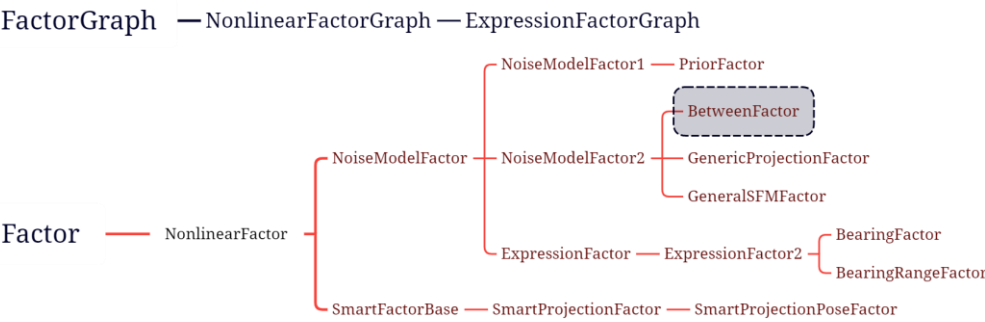 FactorGraph NonlinearFactorGraph ExpressionFactorGraph
NoiseModelFactor1 PriorFactor
BetweenFactor
NoiseModelFactor NoiseModelFactor2 GenericProjectionFactor
GeneralSFMFactor
Factor NonlinearFactor
BearingFactor
ExpressionFactor ExpressionFactor2
BearingRangeFactor
SmartFactorBase SmartProjectionFactor SmartProjectionPoseFactor